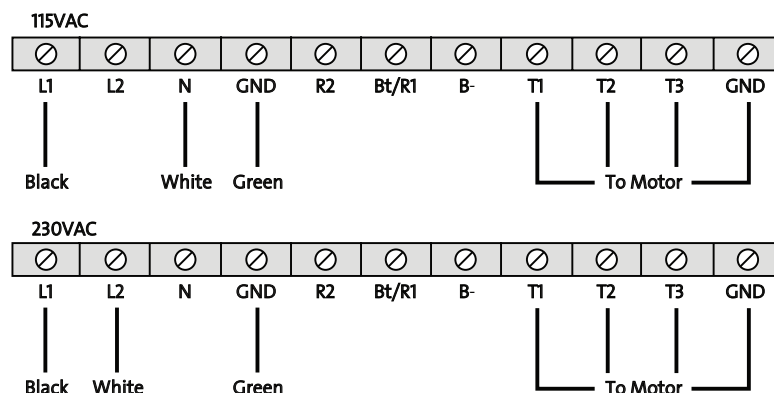 115VAC
L1 L2 N GND R2 Bt/R1 B- T1 T2 T3 GND
Black White Green To Motor
230VAC
L1 L2 N GND R2 Bt/R1 B- T1 T2 T3 GND
Black White Green To Motor